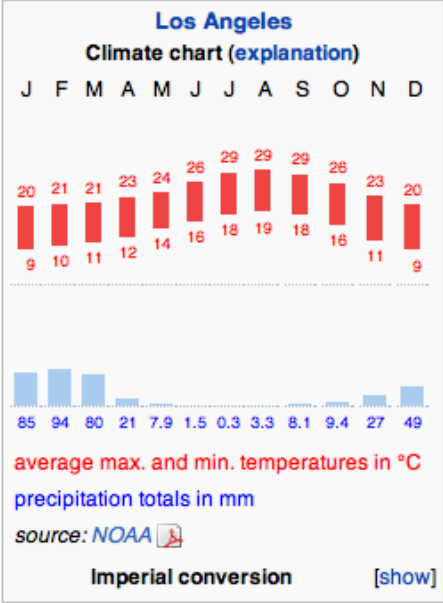 Los Angeles
Climate chart (explanation)
J F M A M J J A S O N D
20 21 21 23 24 26 29 29 29 26 23 20
9 10 11 12 14 16 18 19 18 16 11 9
85 94 80 21 7.9 1.5 0.3 3.3 8.1 9.4 27 49
average max. and min. temperatures in °C
precipitation totals in mm
source: NOAA
Imperial conversion [show]